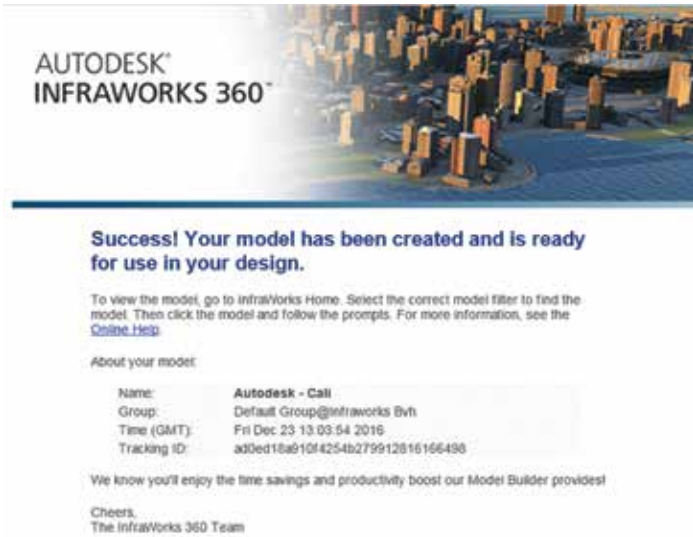 AUTODESK®
INFRAWORKS 360™
Success! Your model has been created and is ready
for use in your design.
To view the model, go to InfraWorks Home. Select the correct model filter to find the
model. Then click the model and follow the prompts. For more information, see the
Online Help.
About your model:
Name: Autodesk - Cali
Group: Default Group@Infraworks Bvh
Time (GMT): Fri Dec 23 13:03:54 2016
Tracking ID: ad0ed18a910f4254b279912816166498
We know you'll enjoy the time savings and productivity boost our Model Builder provides!
Cheers,
The InfraWorks 360 Team